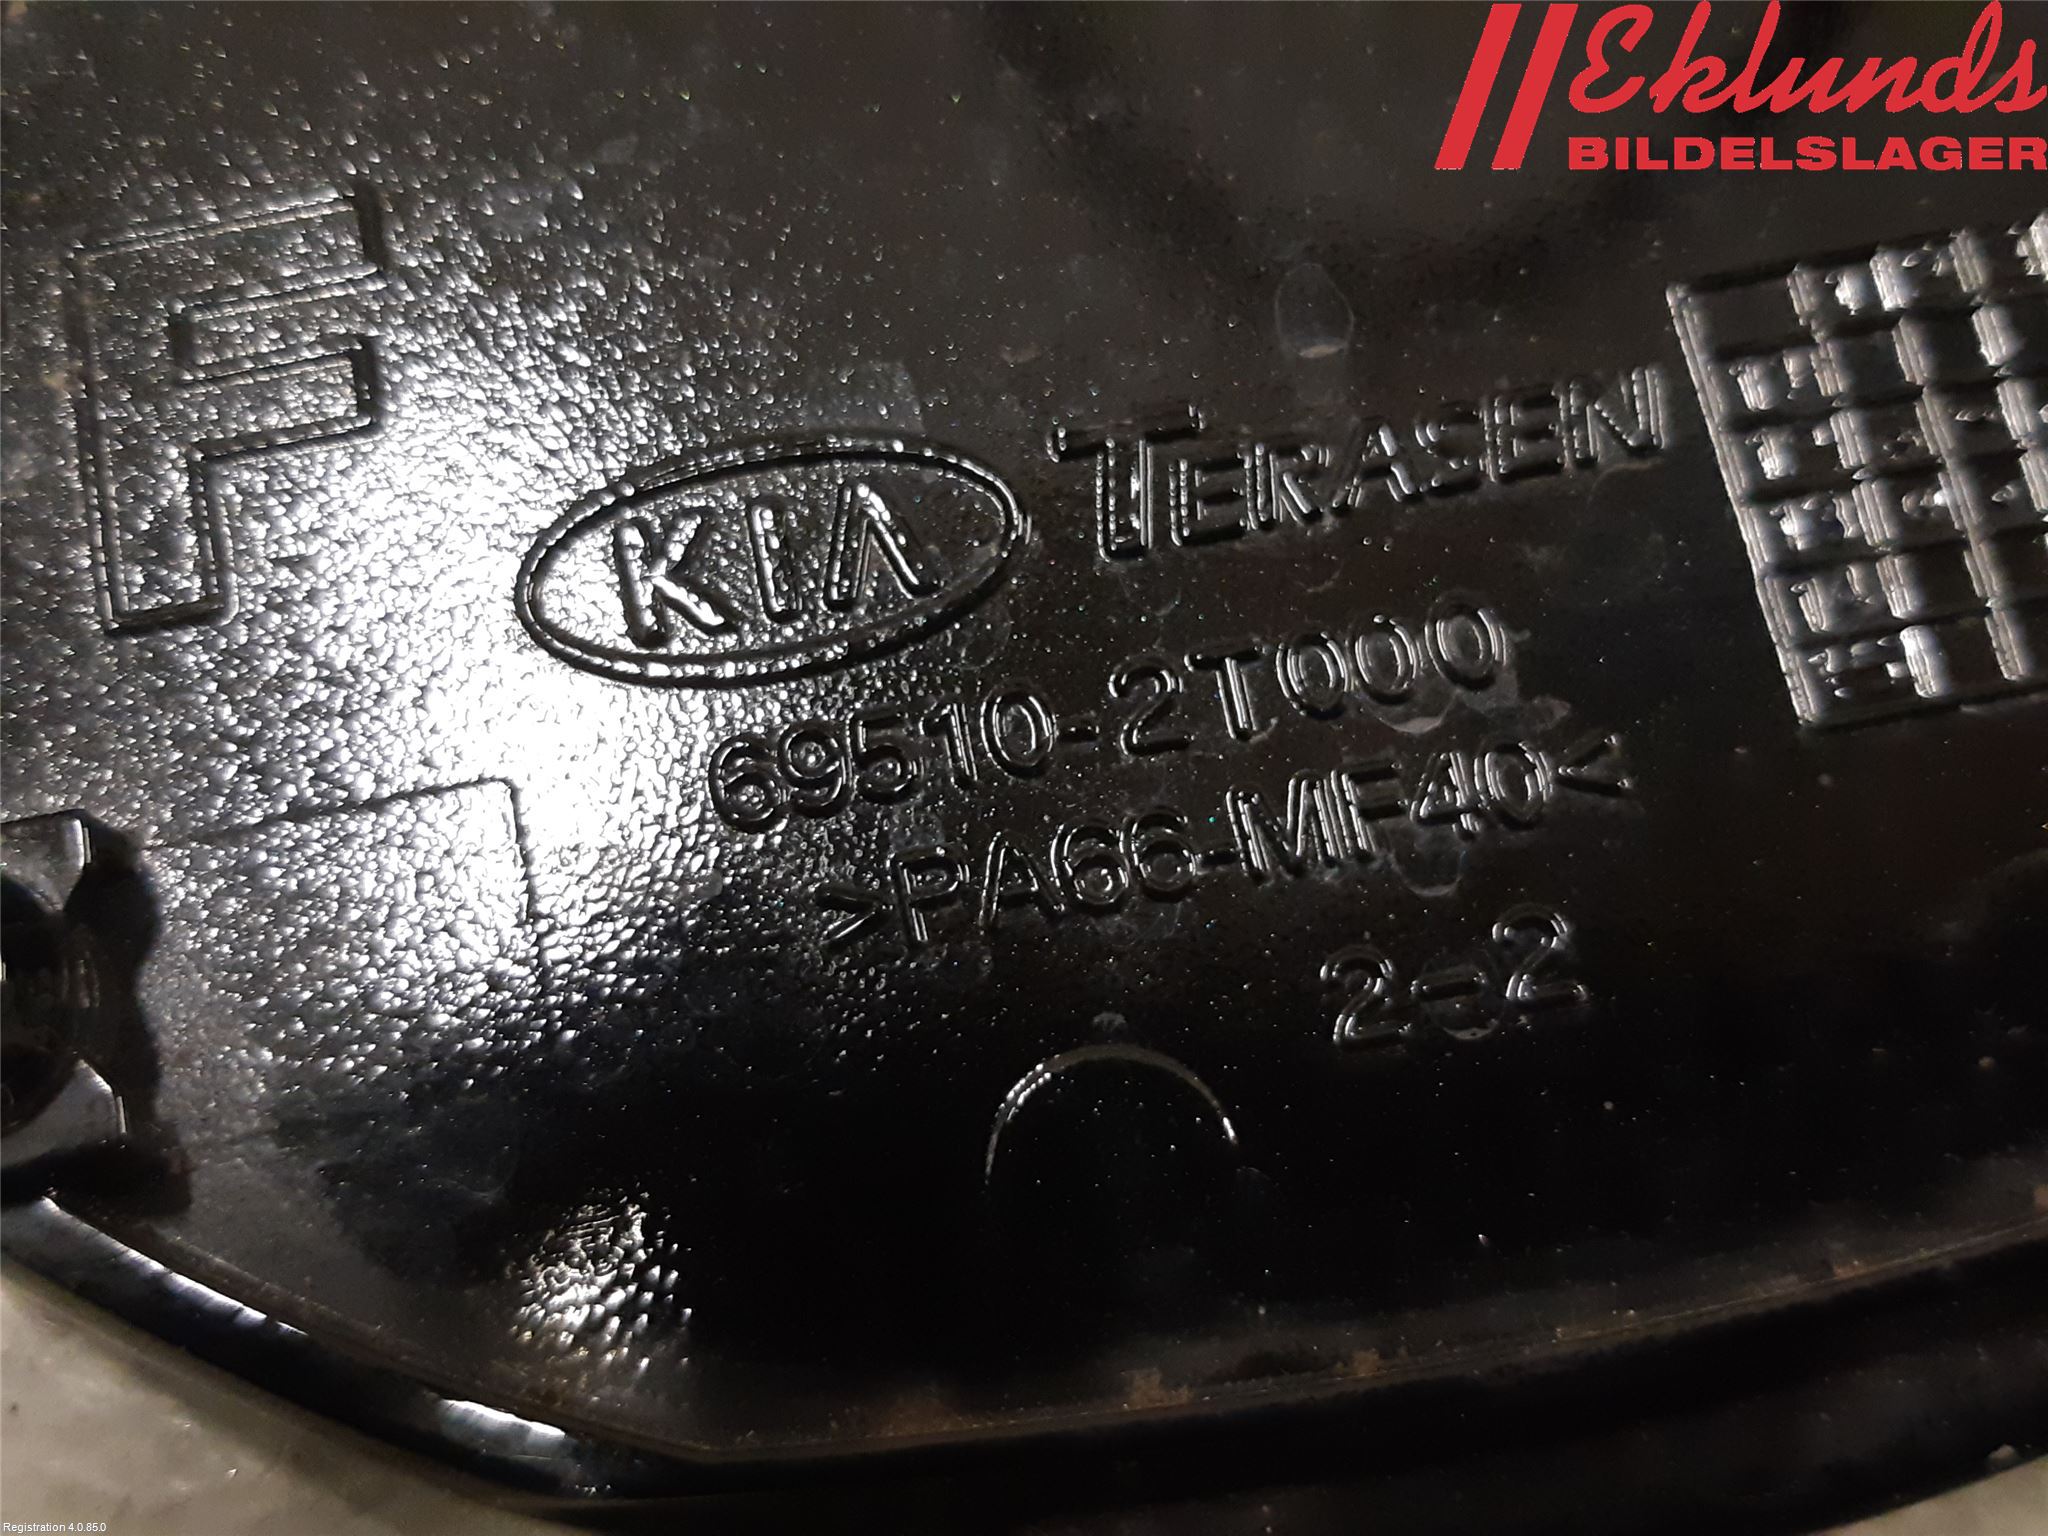 Eklunds
BILDELSLAGER
F
KIA TERASEN
69510-2T000
>PA66-MF40<
2-2
Registration 4.0.85.0